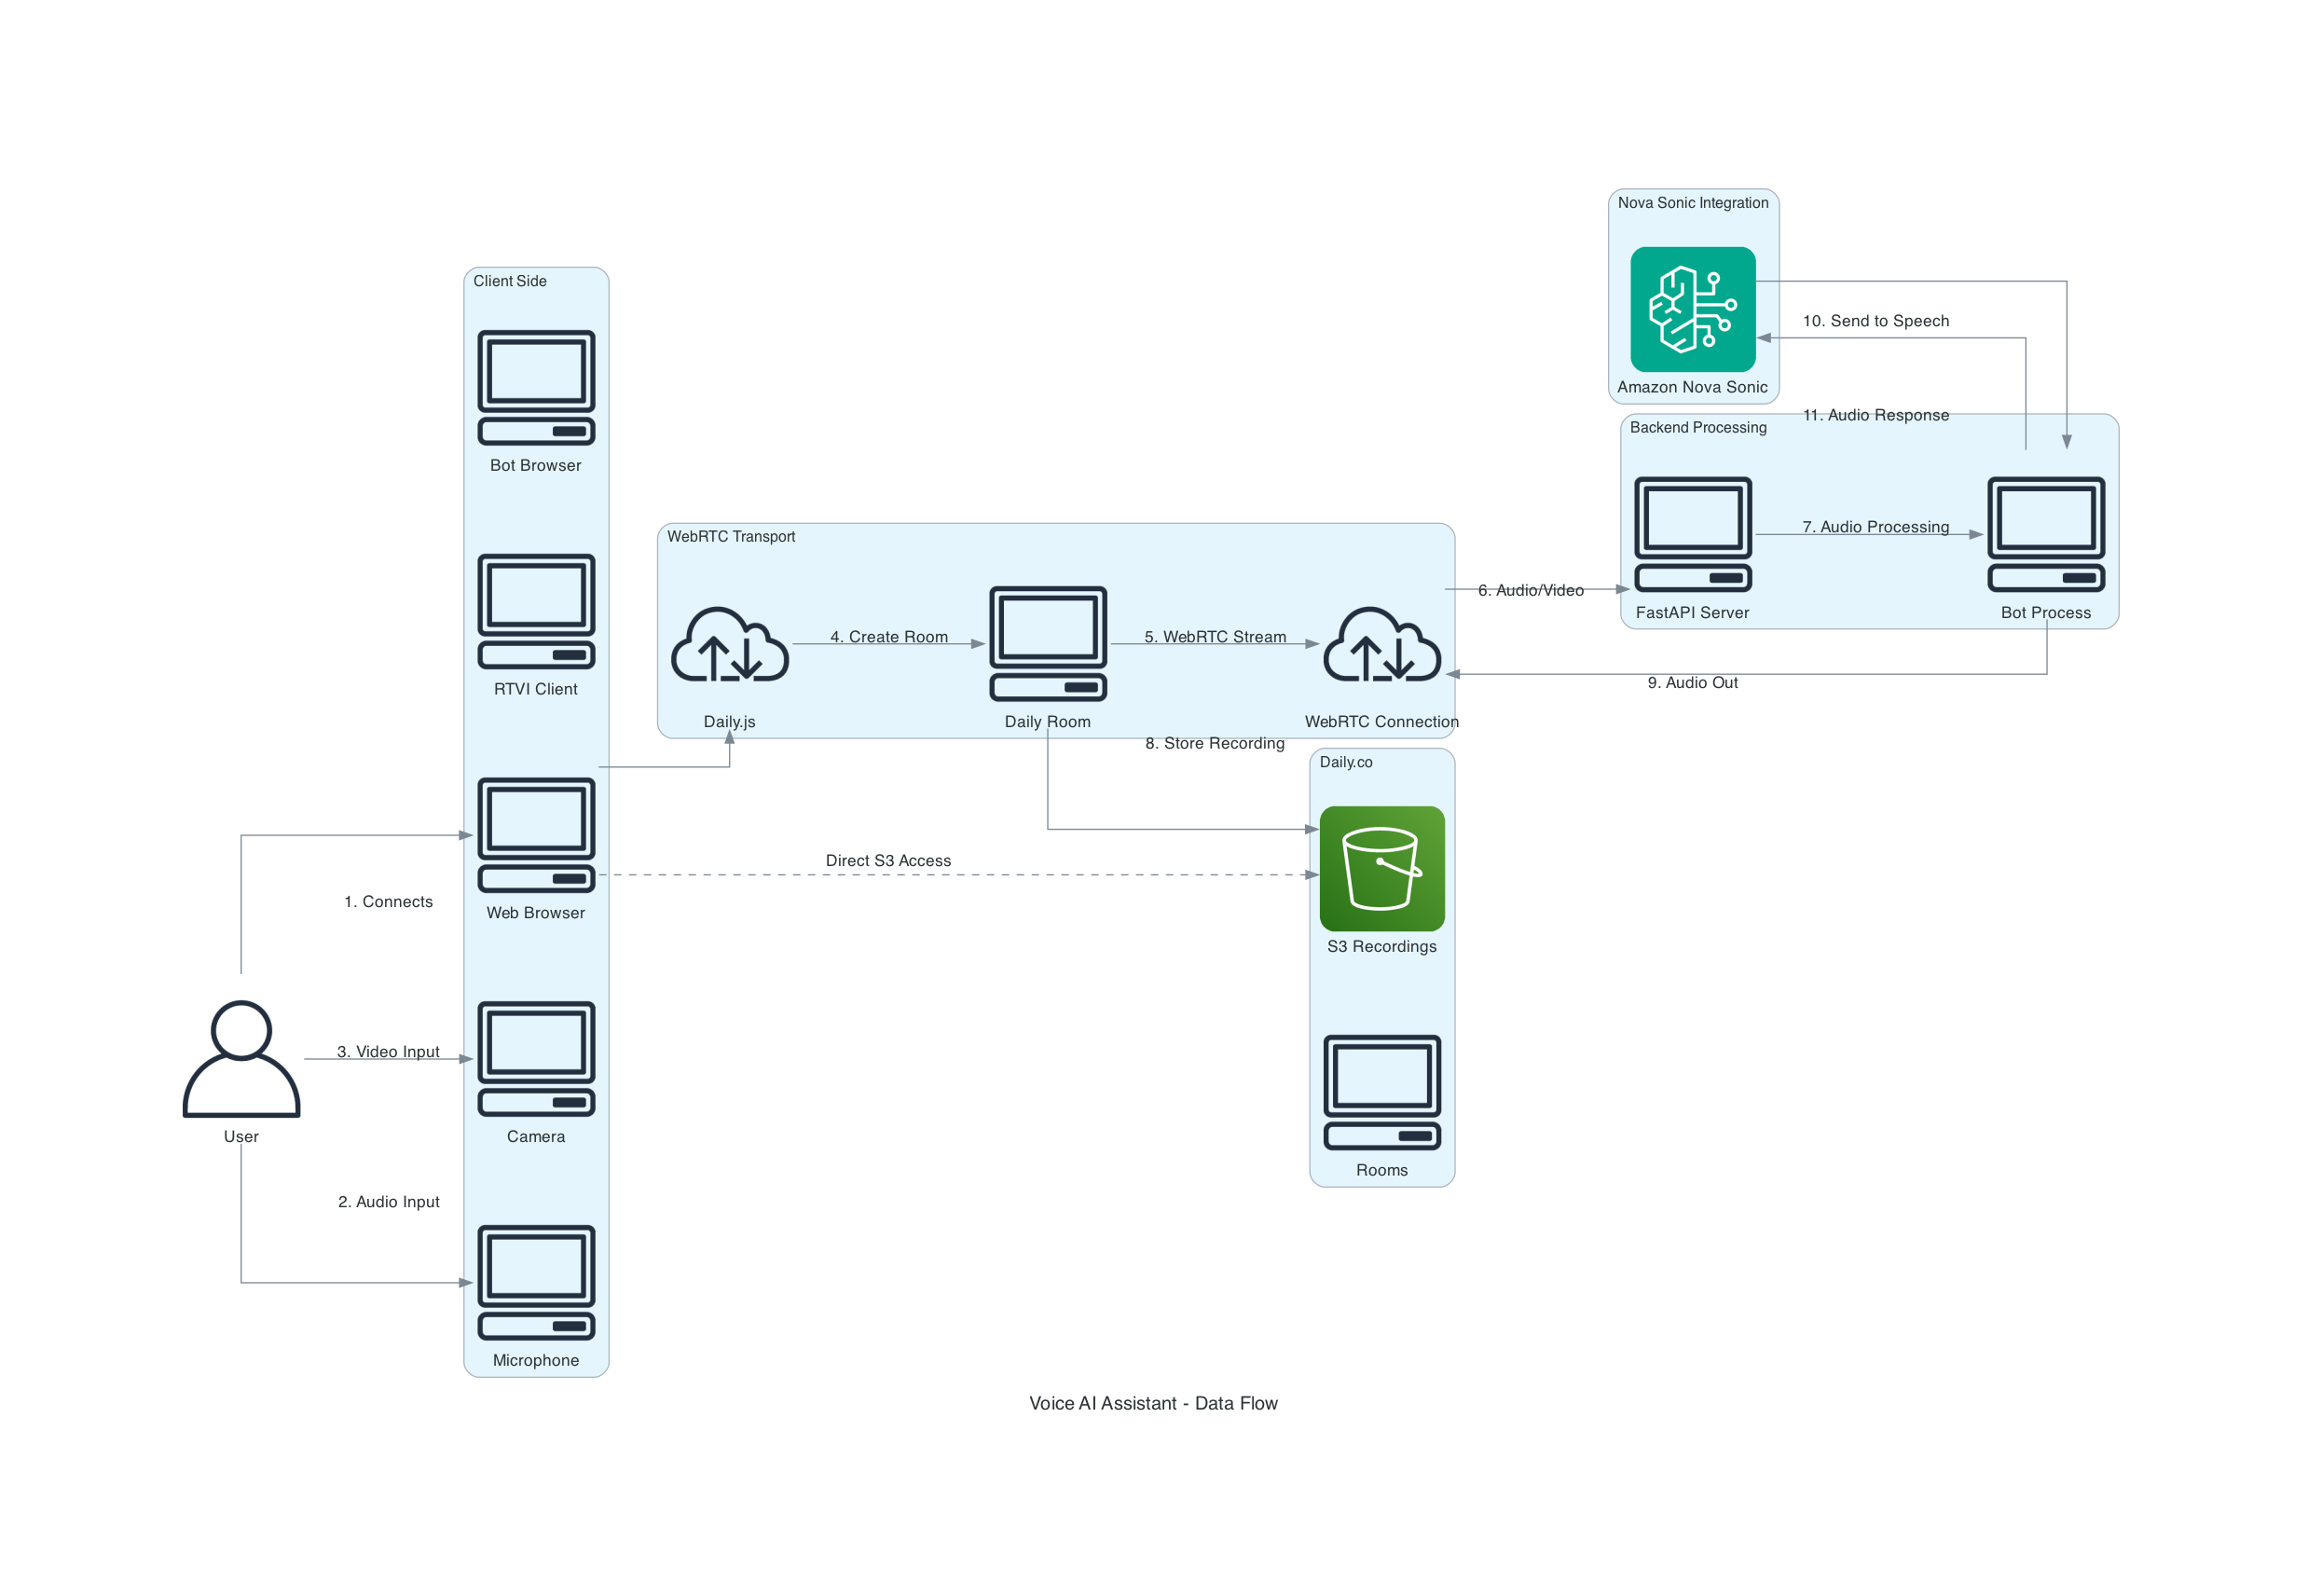 Nova Sonic Integration
Amazon Nova Sonic
10. Send to Speech
11. Audio Response
Client Side
Bot Browser
RTVI Client
Web Browser
Camera
Microphone
Backend Processing
FastAPI Server
7. Audio Processing
Bot Process
WebRTC Transport
Daily.js
4. Create Room
Daily Room
5. WebRTC Stream
WebRTC Connection
6. Audio/Video
9. Audio Out
8. Store Recording
Daily.co
Direct S3 Access
S3 Recordings
Rooms
1. Connects
3. Video Input
User
2. Audio Input
Voice AI Assistant - Data Flow